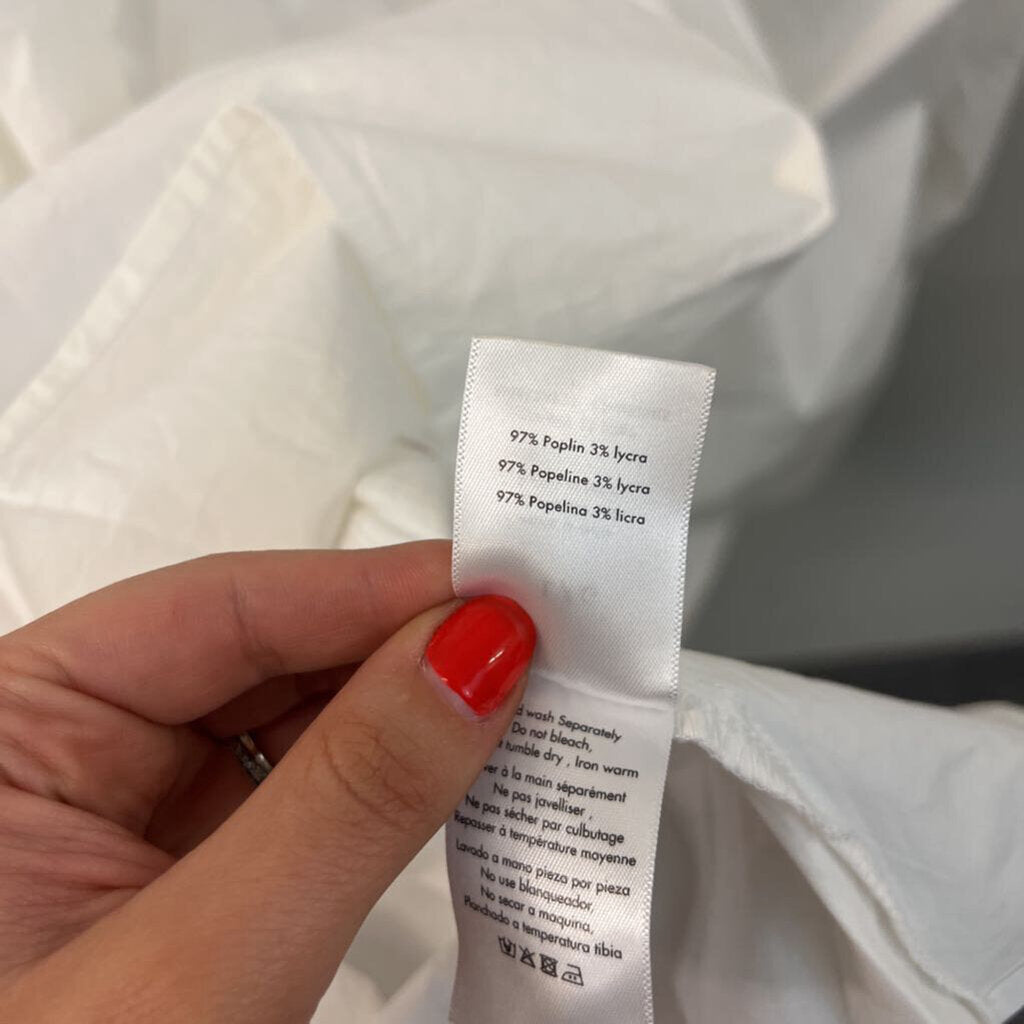 97% Poplin 3% lycra
97% Popeline 3% lycra
97% Popelina 3% licra
wash Separately
Do not bleach,
tumble dry , Iron warm
à la main séparément
Ne pas javelliser ,
Ne pas sécher par culbutage
Repasser à température moyenne
Lavado a mano pieza por pieza
No use blanqueador,
No secar a maquina,
Planchado a temperatura tibia